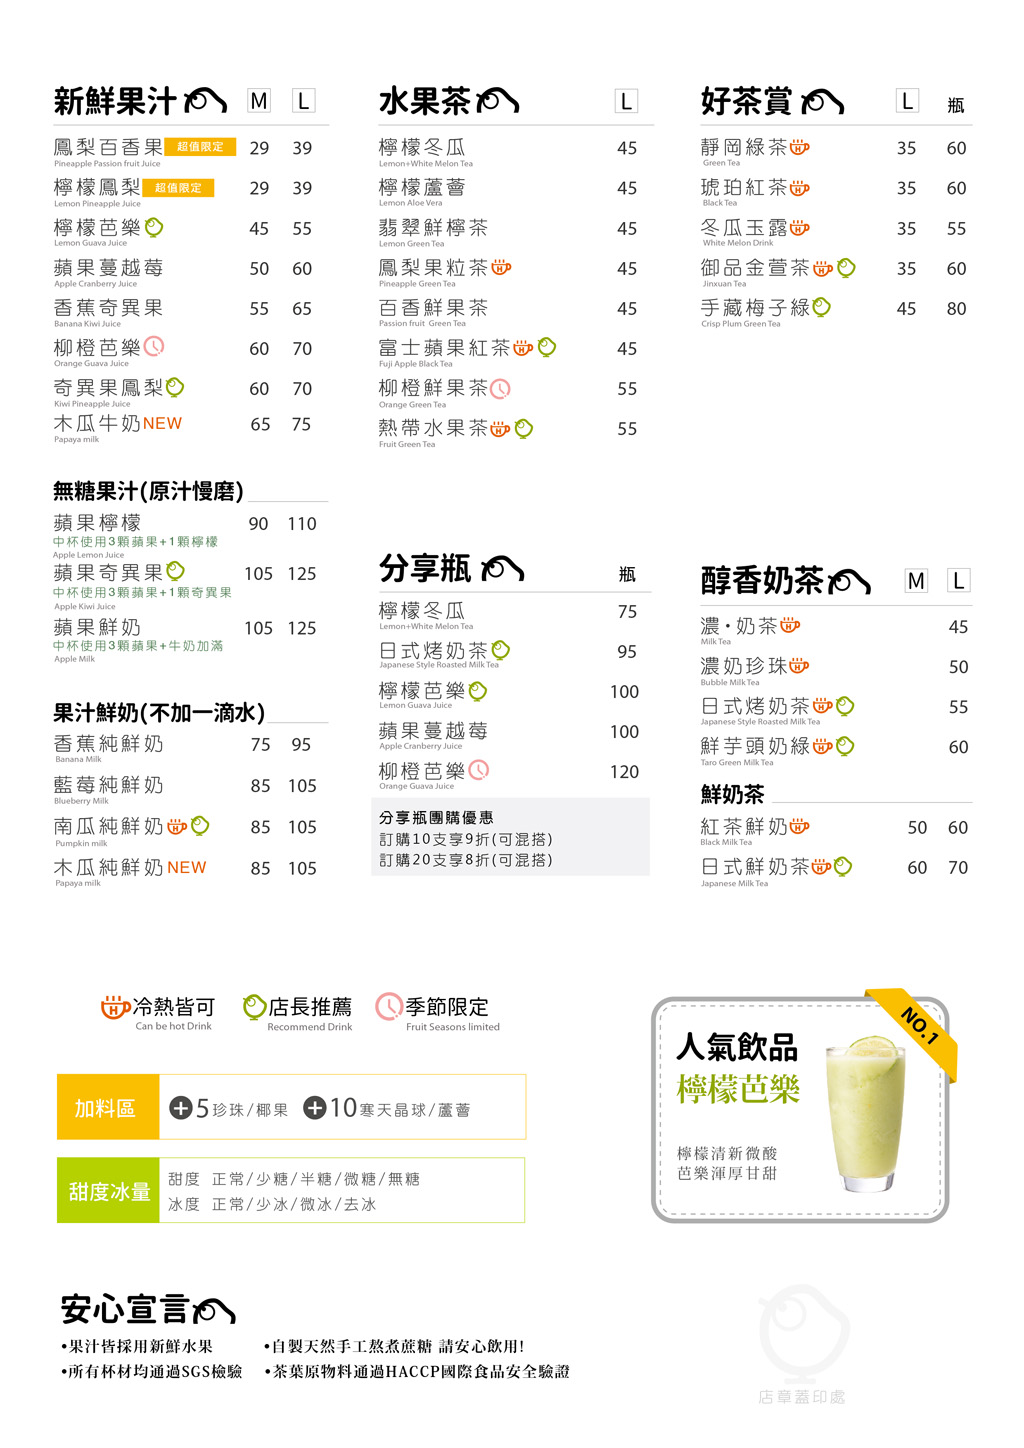 新鮮果汁 M L
鳳梨百香果 超值限定 29 39
Pineapple Passion fruit Juice
檸檬鳳梨 超值限定 29 39
Lemon Pineapple Juice
檸檬芭樂 45 55
Lemon Guava Juice
蘋果蔓越莓 50 60
Apple Cranberry Juice
香蕉奇異果 55 65
Banana Kiwi Juice
柳橙芭樂 60 70
Orange Guava Juice
奇異果鳳梨 60 70
Kiwi Pineapple Juice
木瓜牛奶NEW 65 75
Papaya milk
無糖果汁(原汁慢磨)
蘋果檸檬 90 110
中杯使用3顆蘋果+1顆檸檬
Apple Lemon Juice
蘋果奇異果 105 125
中杯使用3顆蘋果+1顆奇異果
Apple Kiwi Juice
蘋果鮮奶 105 125
中杯使用3顆蘋果+牛奶加滿
Apple Milk
果汁鮮奶(不加一滴水)
香蕉純鮮奶 75 95
Banana Milk
藍莓純鮮奶 85 105
Blueberry Milk
南瓜純鮮奶 85 105
Pumpkin milk
木瓜純鮮奶 NEW 85 105
Papaya milk
水果茶 L
檸檬冬瓜 45
Lemon+White Melon Tea
檸檬蘆薈 45
Lemon Aloe Vera
翡翠鮮檸茶 45
Lemon Green Tea
鳳梨果粒茶 45
Pineapple Green Tea
百香鮮果茶 45
Passion fruit Green Tea
富士蘋果紅茶 45
Fuji Apple Black Tea
柳橙鮮果茶 55
Orange Green Tea
熱帶水果茶 55
Fruit Green Tea
分享瓶 瓶
檸檬冬瓜 75
Lemon+White Melon Tea
日式烤奶茶 95
Japanese Style Roasted Milk Tea
檸檬芭樂 100
Lemon Guava Juice
蘋果蔓越莓 100
Apple Cranberry Juice
柳橙芭樂 120
Orange Guava Juice
分享瓶團購優惠
訂購10支享9折(可混搭)
訂購20支享8折(可混搭)
好茶賞 L 瓶
靜岡綠茶 35 60
Green Tea
琥珀紅茶 35 60
Black Tea
冬瓜玉露 35 55
White Melon Drink
御品金萱茶 35 60
Jinxuan Tea
手藏梅子綠 45 80
Crisp Plum Green Tea
醇香奶茶 M L
濃·奶茶 45
Milk Tea
濃奶珍珠 50
Bubble Milk Tea
日式烤奶茶 55
Japanese Style Roasted Milk Tea
鮮芋頭奶綠 60
Taro Green Milk Tea
鮮奶茶
紅茶鮮奶 50 60
Black Milk Tea
日式鮮奶茶 60 70
Japanese Milk Tea
冷熱皆可 店長推薦 季節限定
Can be hot Drink Recommend Drink Fruit Seasons limited
加料區 +5珍珠/椰果 +10寒天晶球/蘆薈
甜度冰量
甜度 正常/少糖/半糖/微糖/無糖
冰度 正常/少冰/微冰/去冰
NO.1
人氣飲品
檸檬芭樂
檸檬清新微酸
芭樂渾厚甘甜
安心宣言
•果汁皆採用新鮮水果 •自製天然手工熬煮蔗糖 請安心飲用!
•所有杯材均通過SGS檢驗 •茶葉原物料通過HACCP國際食品安全驗證
店章蓋印處